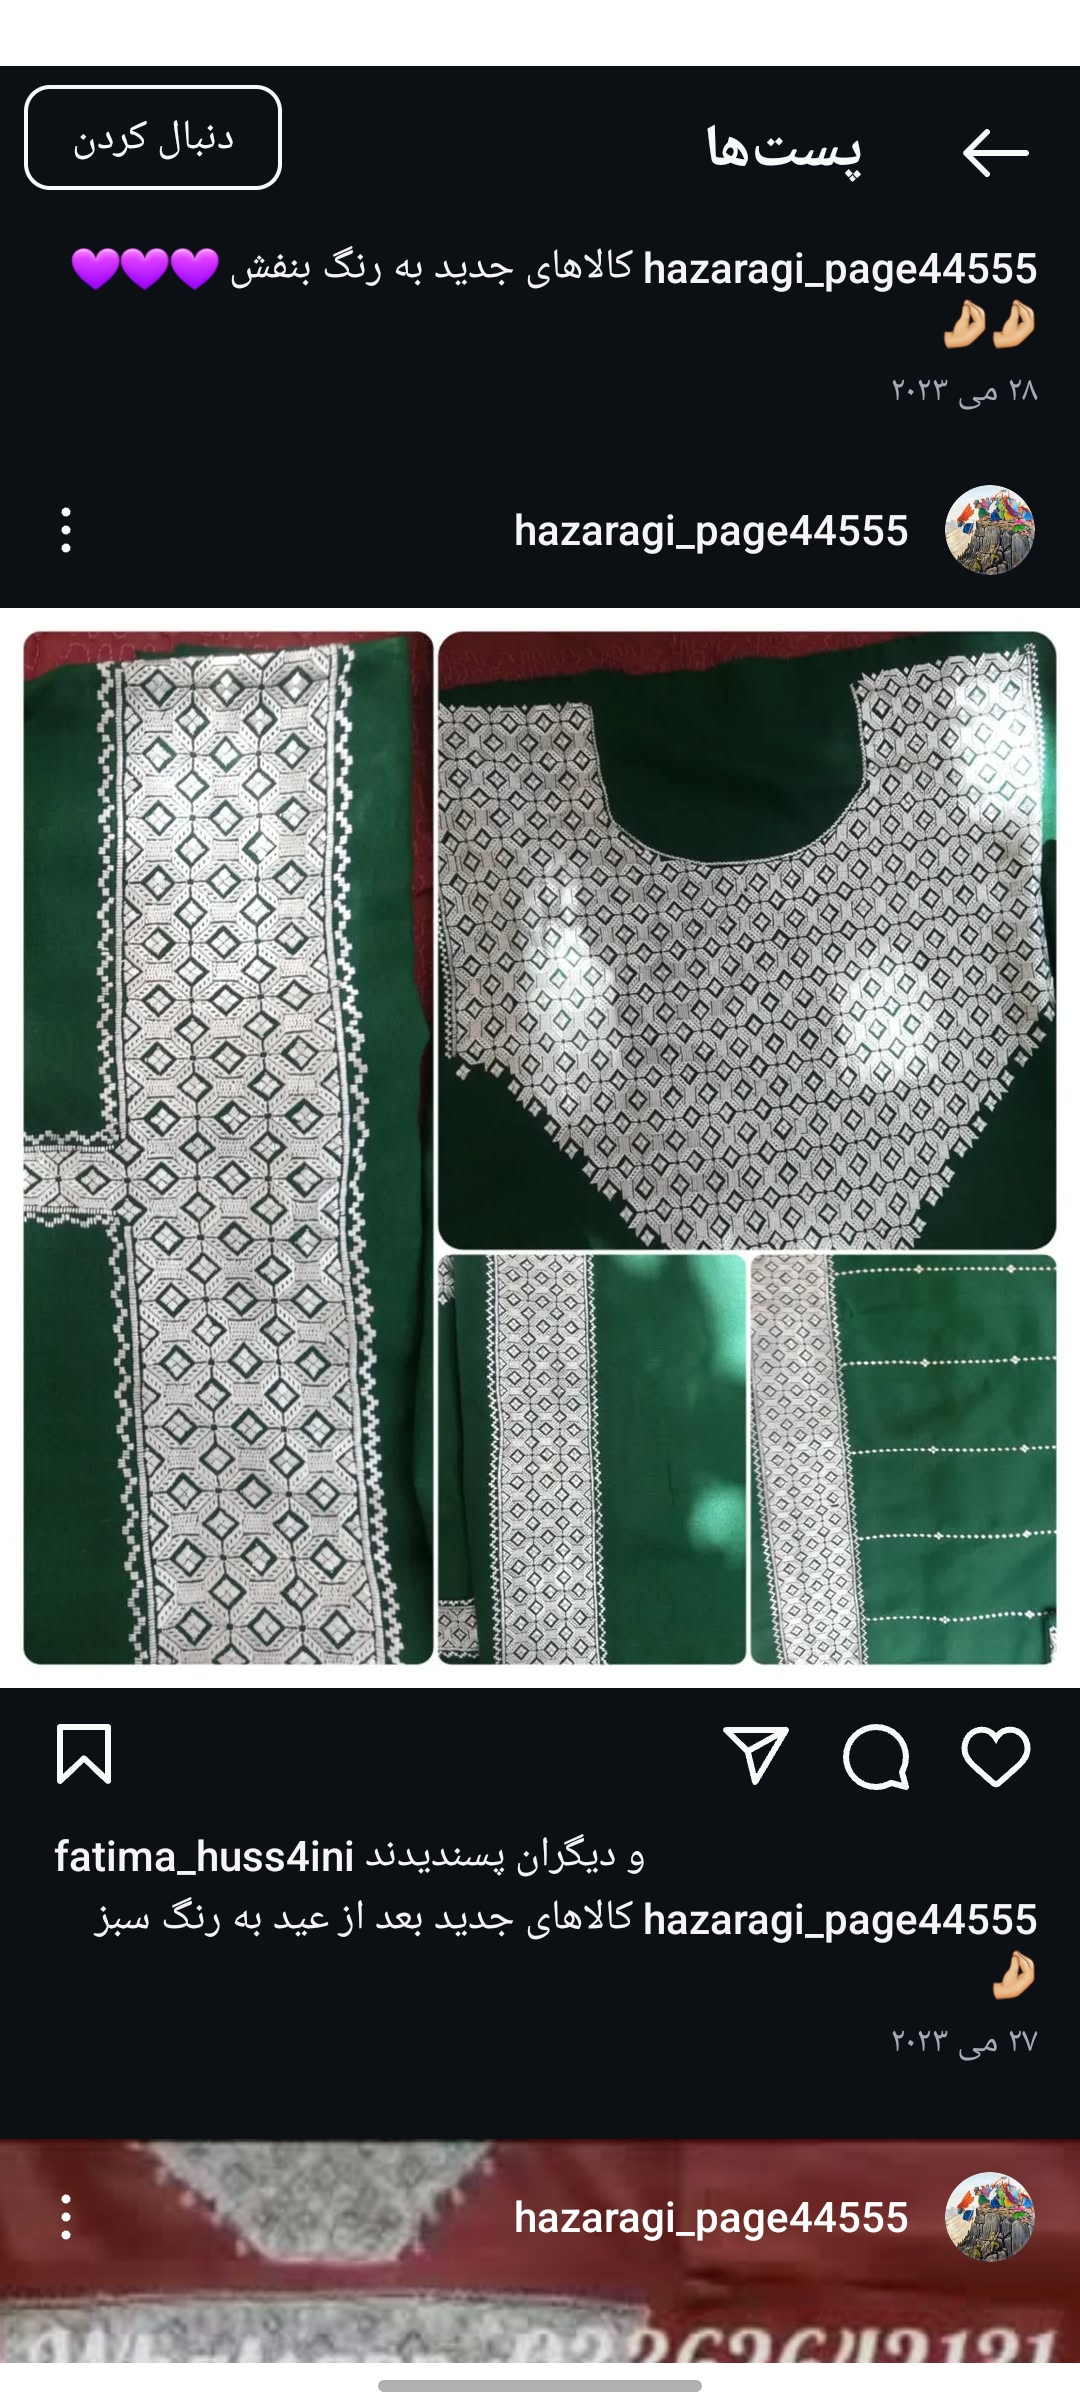 پست‌ها
دنبال کردن
hazaragi_page44555 کالاهای جدید به رنگ بنفش 💜💜💜
🤌🏼🤌🏼
۲۸ می ۲۰۲۳
hazaragi_page44555
fatima_huss4ini و دیگران پسندیدند
hazaragi_page44555 کالاهای جدید بعد از عید به رنگ سبز
🤌🏼
۲۷ می ۲۰۲۳
hazaragi_page44555